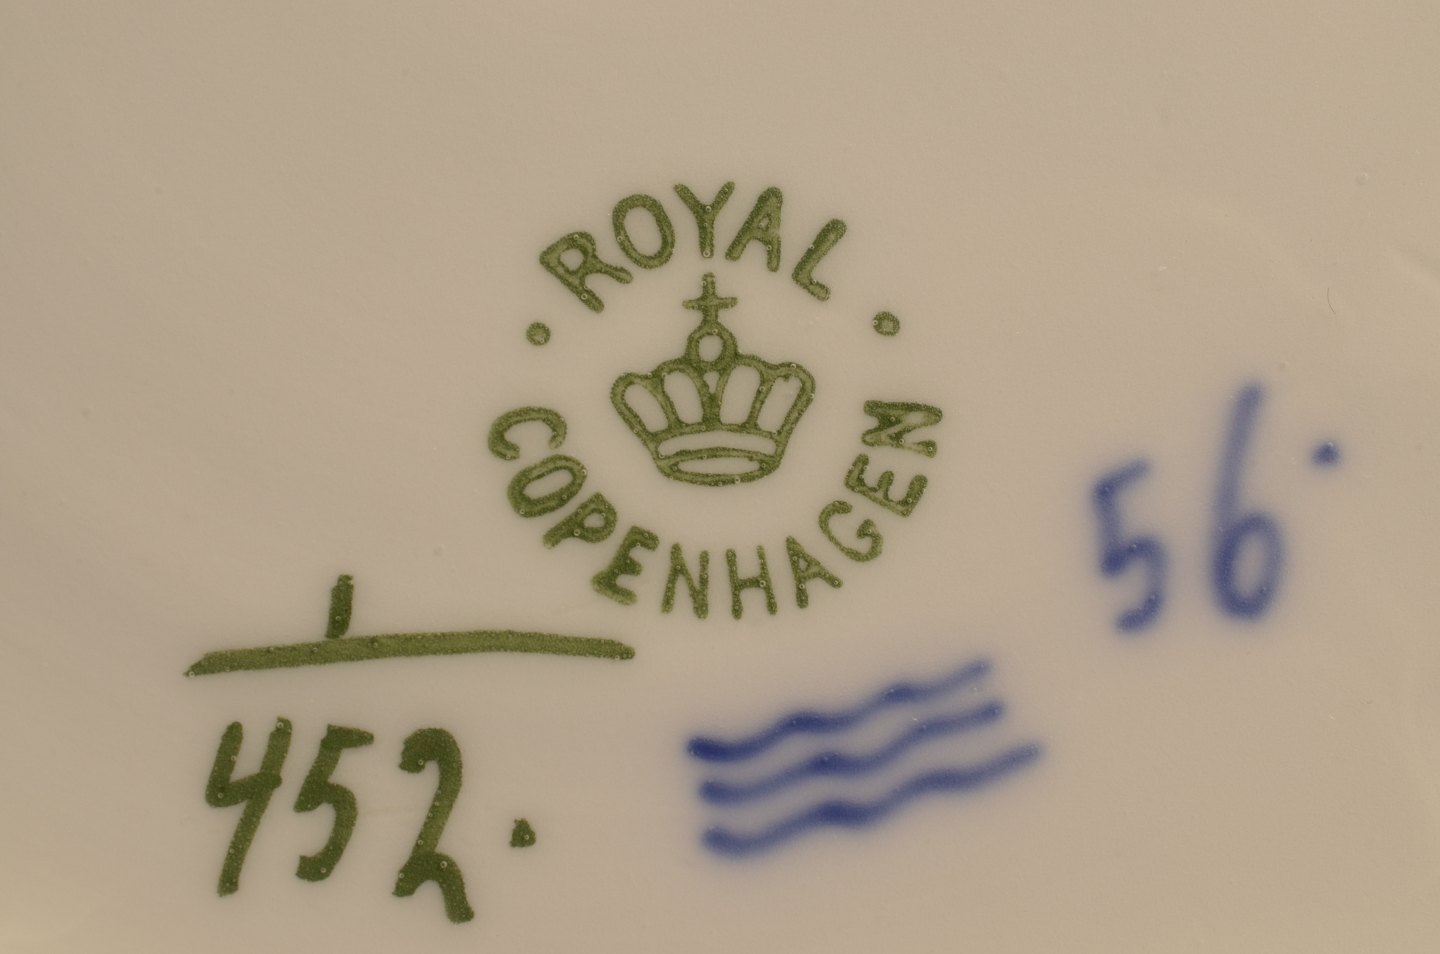 ROYAL
COPENHAGEN
1
452.
56.